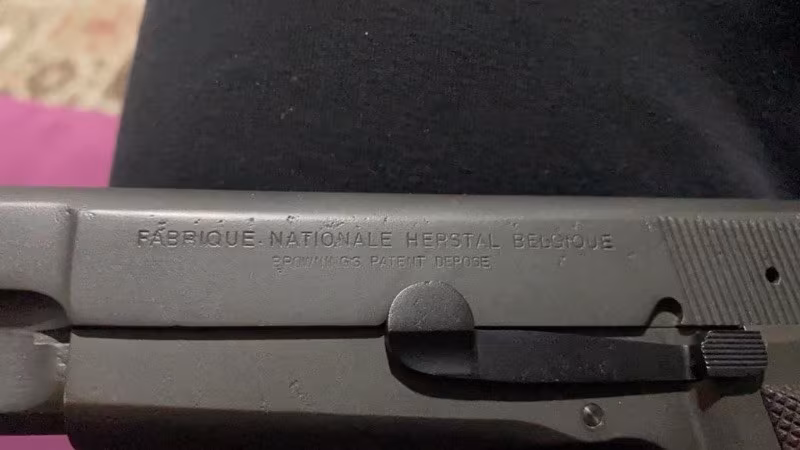 FABRIQUE NATIONALE HERSTAL BELGIQUE
BROWNING'S PATENT DEPOSE